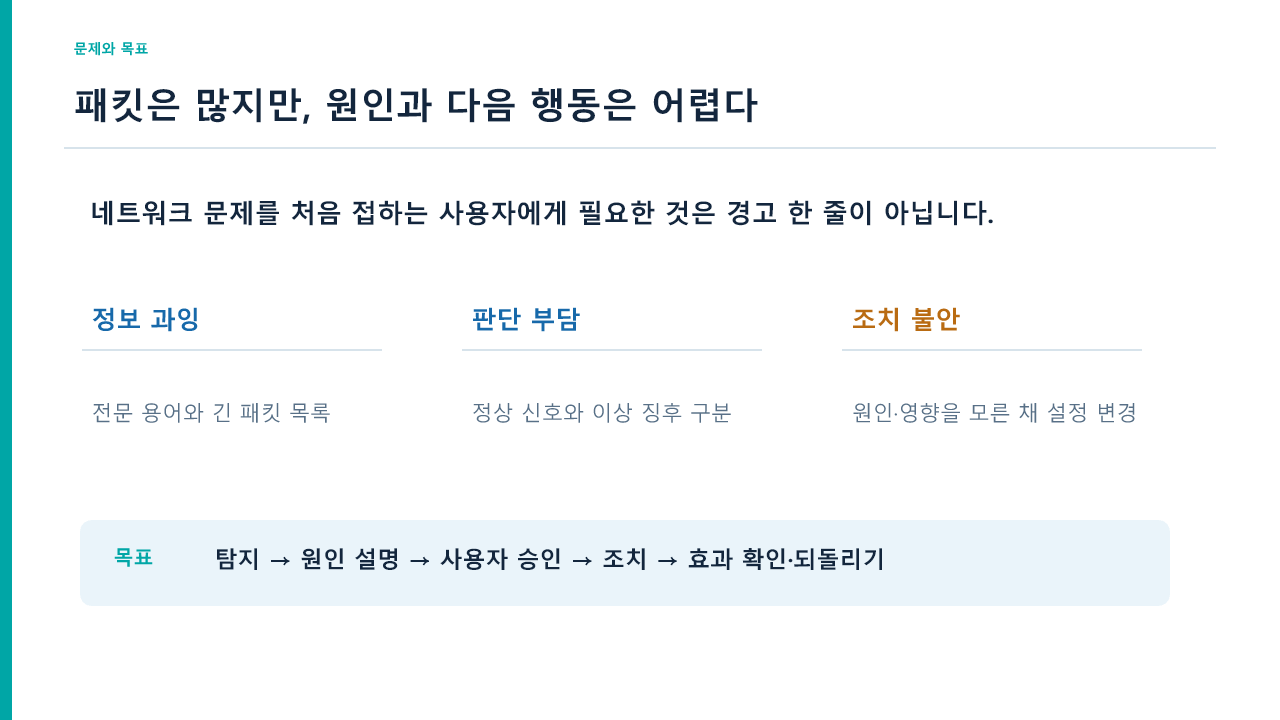 문제와 목표
패킷은 많지만, 원인과 다음 행동은 어렵다
네트워크 문제를 처음 접하는 사용자에게 필요한 것은 경고 한 줄이 아닙니다.
정보 과잉
판단 부담
조치 불안
전문 용어와 긴 패킷 목록
정상 신호와 이상 징후 구분
원인·영향을 모른 채 설정 변경
목표
탐지 → 원인 설명 → 사용자 승인 → 조치 → 효과 확인·되돌리기